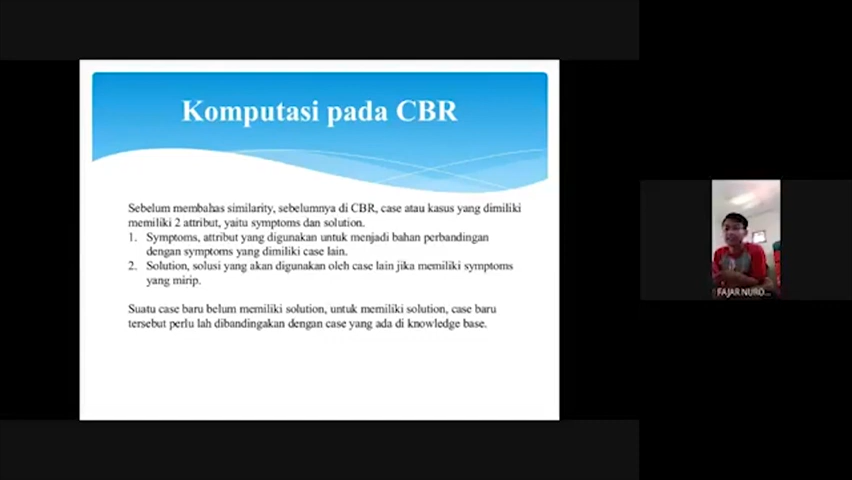 Komputasi pada CBR
Sebelum membahas similarity, sebelumnya di CBR, case atau kasus yang dimiliki
memiliki 2 attribut, yaitu symptoms dan solution.
1. Symptoms, attribut yang digunakan untuk menjadi bahan perbandingan
dengan symptoms yang dimiliki case lain.
2. Solution, solusi yang akan digunakan oleh case lain jika memiliki symptoms
yang mirip.
Suatu case baru belum memiliki solution, untuk memiliki solution, case baru
tersebut perlu lah dibandingakan dengan case yang ada di knowledge base.
FAJAR NURO...